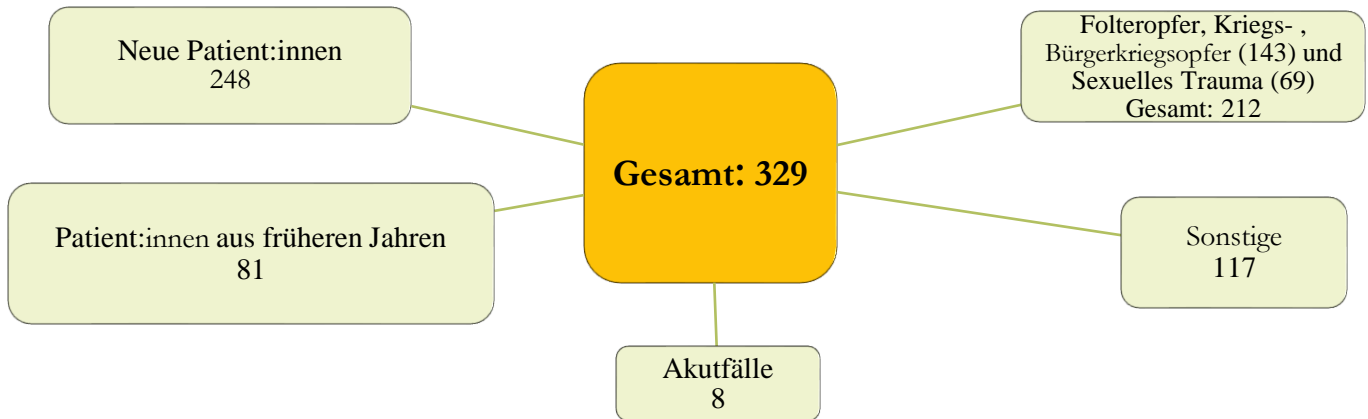 Neue Patient:innen
248
Patient:innen aus früheren Jahren
81
Gesamt: 329
Akutfälle
8
Folteropfer, Kriegs- ,
Bürgerkriegsopfer (143) und
Sexuelles Trauma (69)
Gesamt: 212
Sonstige
117